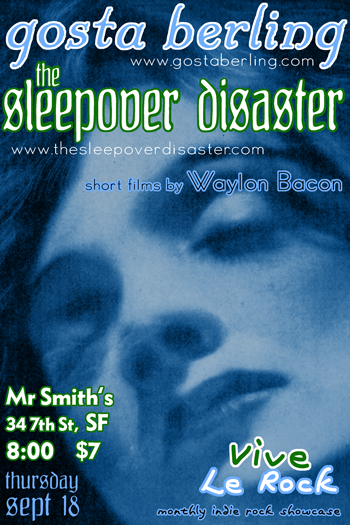 gosta berling
www.gostaberling.com
the
sleepover disaster
www.thesleepoverdisaster.com
short films by Waylon Bacon
Mr Smith's
34 7th St, SF
8:00 $7
thursday
sept 18
Vive
Le Rock
monthly indie rock showcase